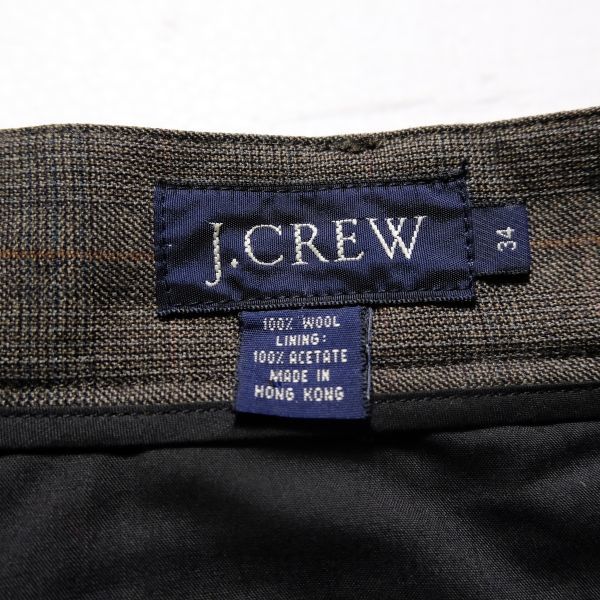 J.CREW
34
100% WOOL
LINING:
100% ACETATE
MADE IN
HONG KONG